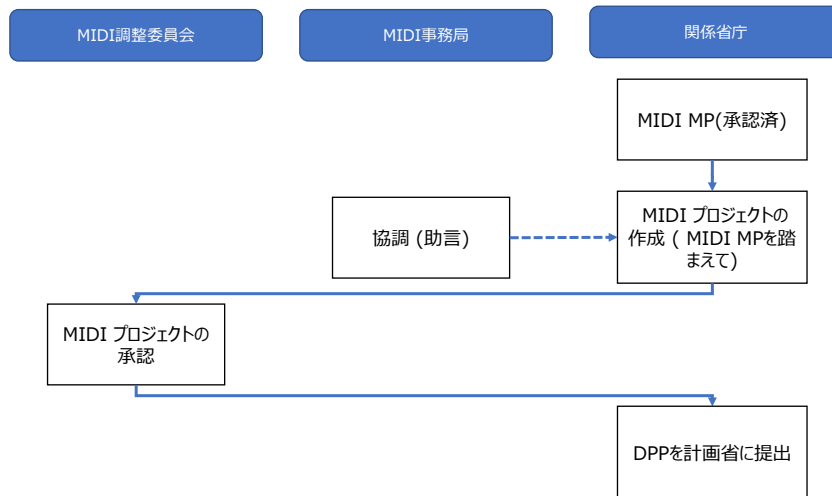 MIDI調整委員会
MIDI事務局
関係省庁
MIDI MP(承認済)
MIDI プロジェクトの
作成 ( MIDI MPを踏
まえて)
協調 (助言)
MIDI プロジェクトの
承認
DPPを計画省に提出